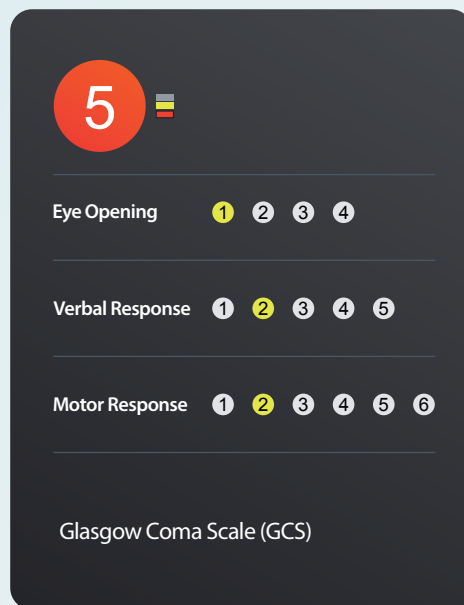 5
Eye Opening 1 2 3 4
Verbal Response 1 2 3 4 5
Motor Response 1 2 3 4 5 6
Glasgow Coma Scale (GCS)